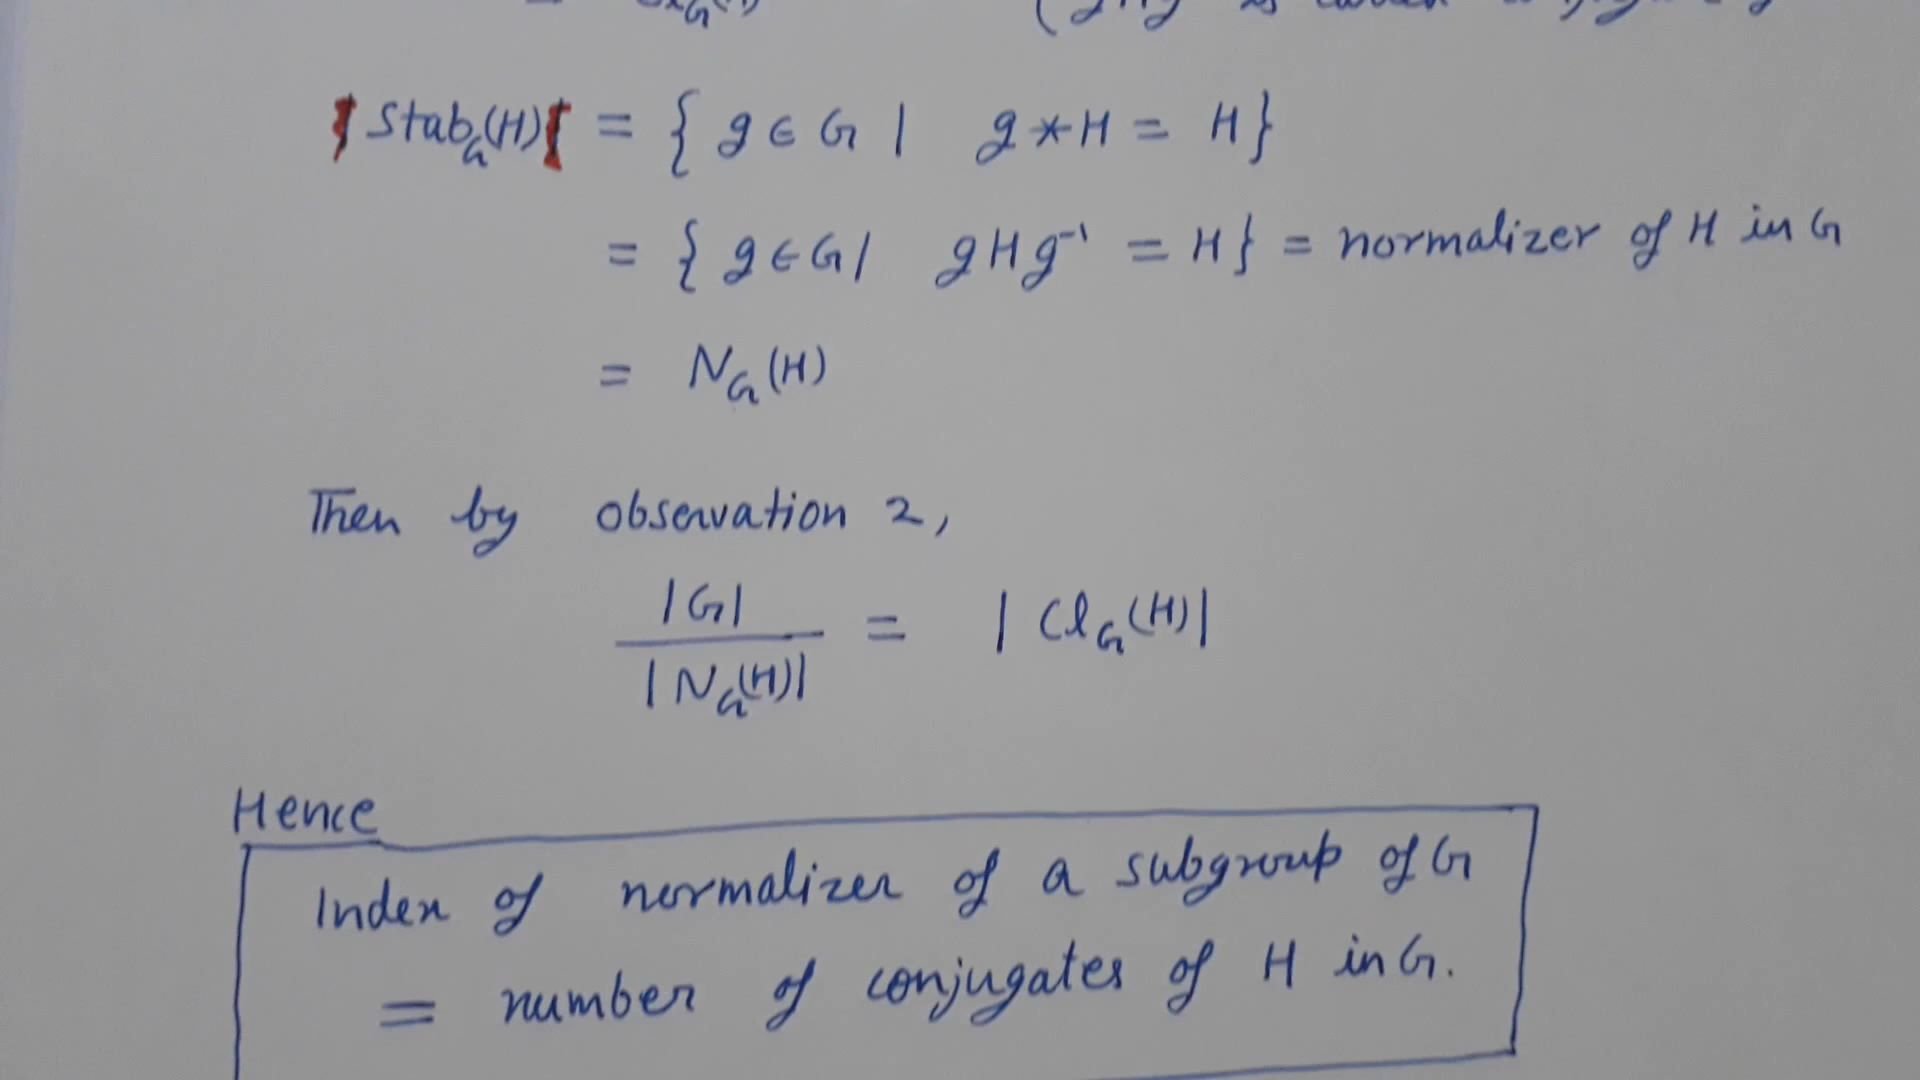 Stab_G(H) = { g ∈ G | g * H = H }
= { g ∈ G | g H g⁻¹ = H } = normalizer of H in G
= N_G(H)
Then by observation 2,
|G| / |N_G(H)| = | Cl_G(H) |
Hence
Index of normalizer of a subgroup of G
= number of conjugates of H in G.